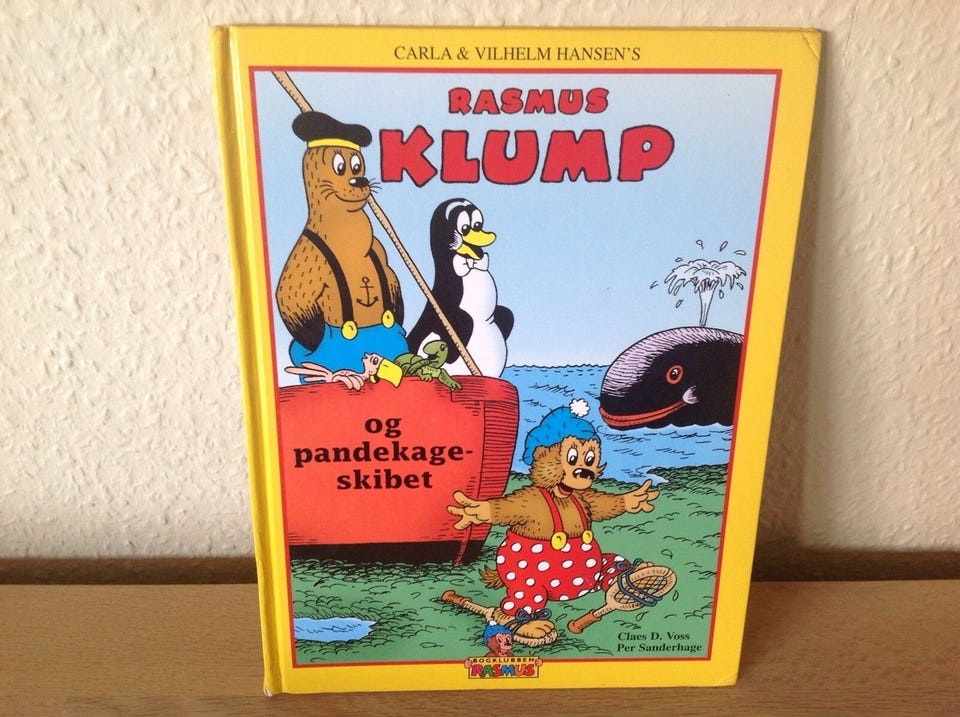 CARLA & VILHELM HANSEN'S
RASMUS
KLUMP
og
pandekage-
skibet
Claes D. Voss
Per Sanderhage
BOGKLUBBEN
RASMUS